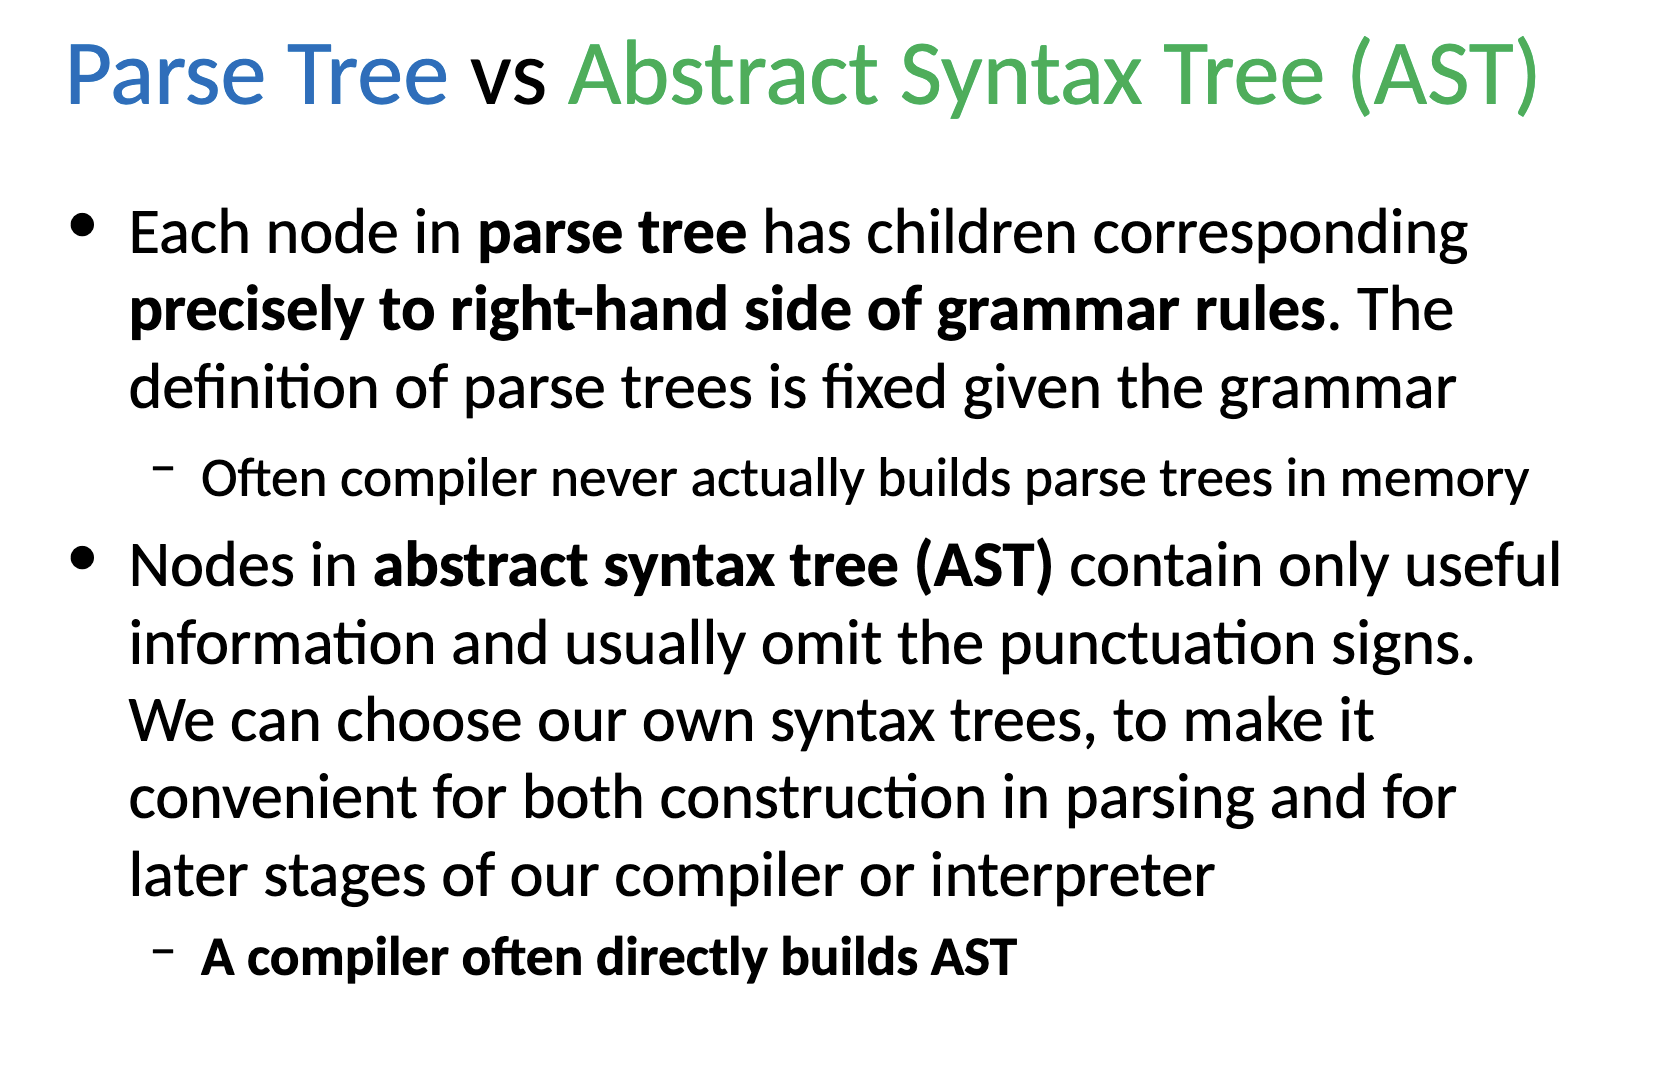 Parse Tree vs Abstract Syntax Tree (AST)
• Each node in parse tree has children corresponding
precisely to right-hand side of grammar rules. The
definition of parse trees is fixed given the grammar
– Often compiler never actually builds parse trees in memory
• Nodes in abstract syntax tree (AST) contain only useful
information and usually omit the punctuation signs.
We can choose our own syntax trees, to make it
convenient for both construction in parsing and for
later stages of our compiler or interpreter
– A compiler often directly builds AST